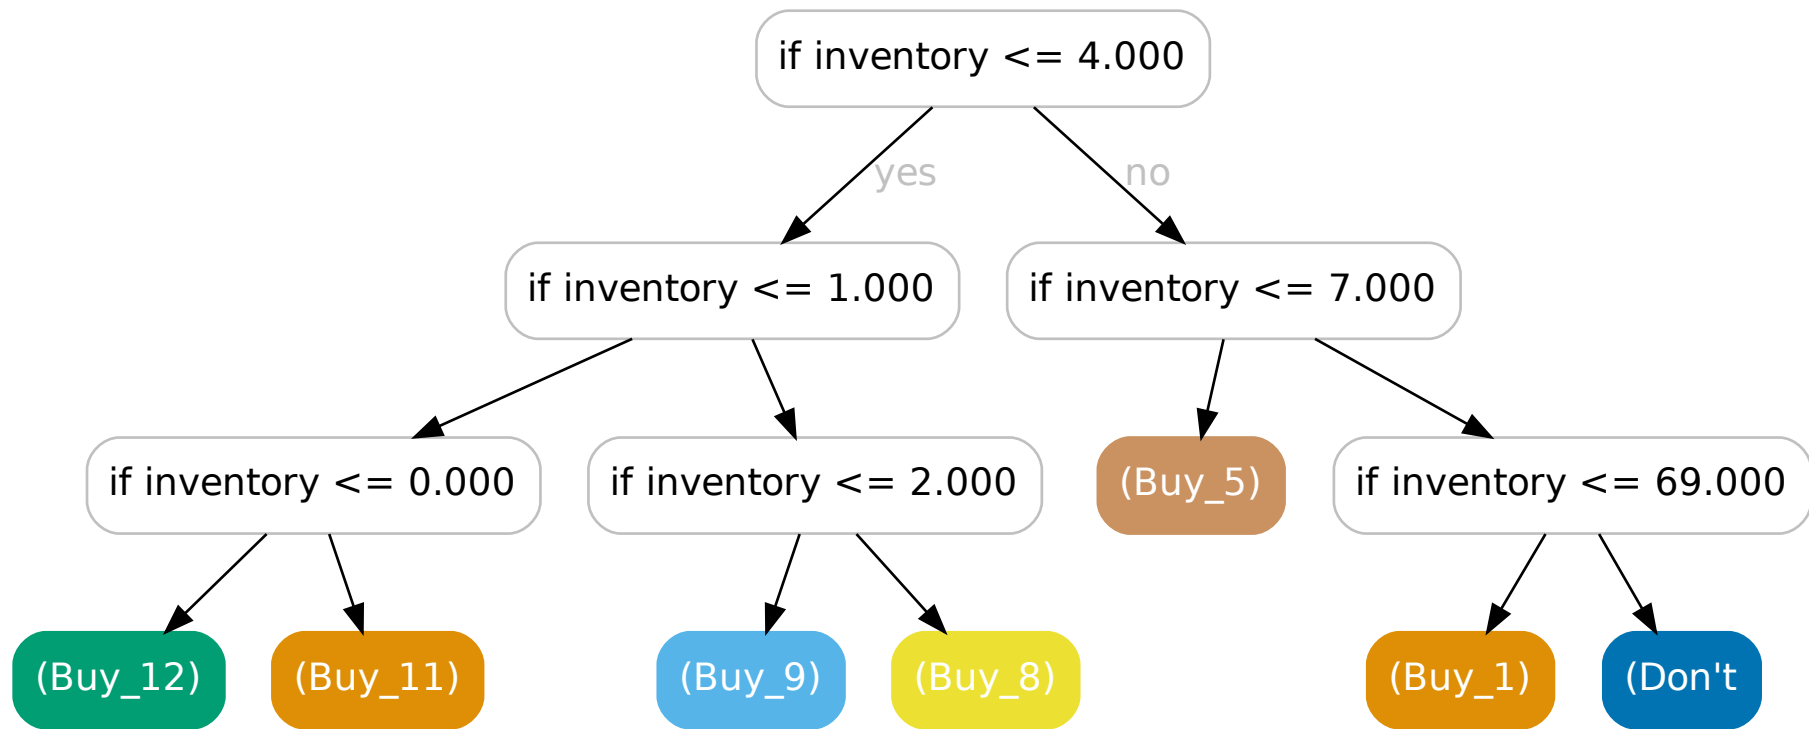 if inventory <= 4.000
yes
no
if inventory <= 1.000
if inventory <= 7.000
if inventory <= 0.000
if inventory <= 2.000
(Buy_5)
if inventory <= 69.000
(Buy_12)
(Buy_11)
(Buy_9)
(Buy_8)
(Buy_1)
(Don't